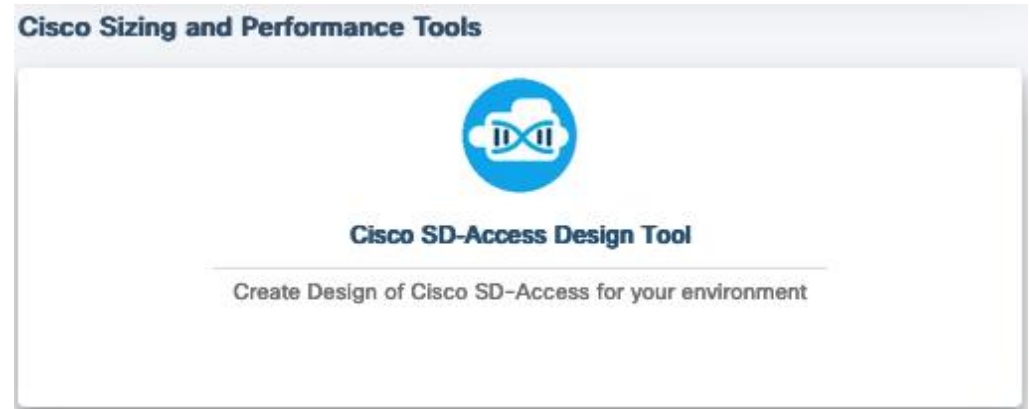 Cisco Sizing and Performance Tools
Cisco SD-Access Design Tool
Create Design of Cisco SD-Access for your environment